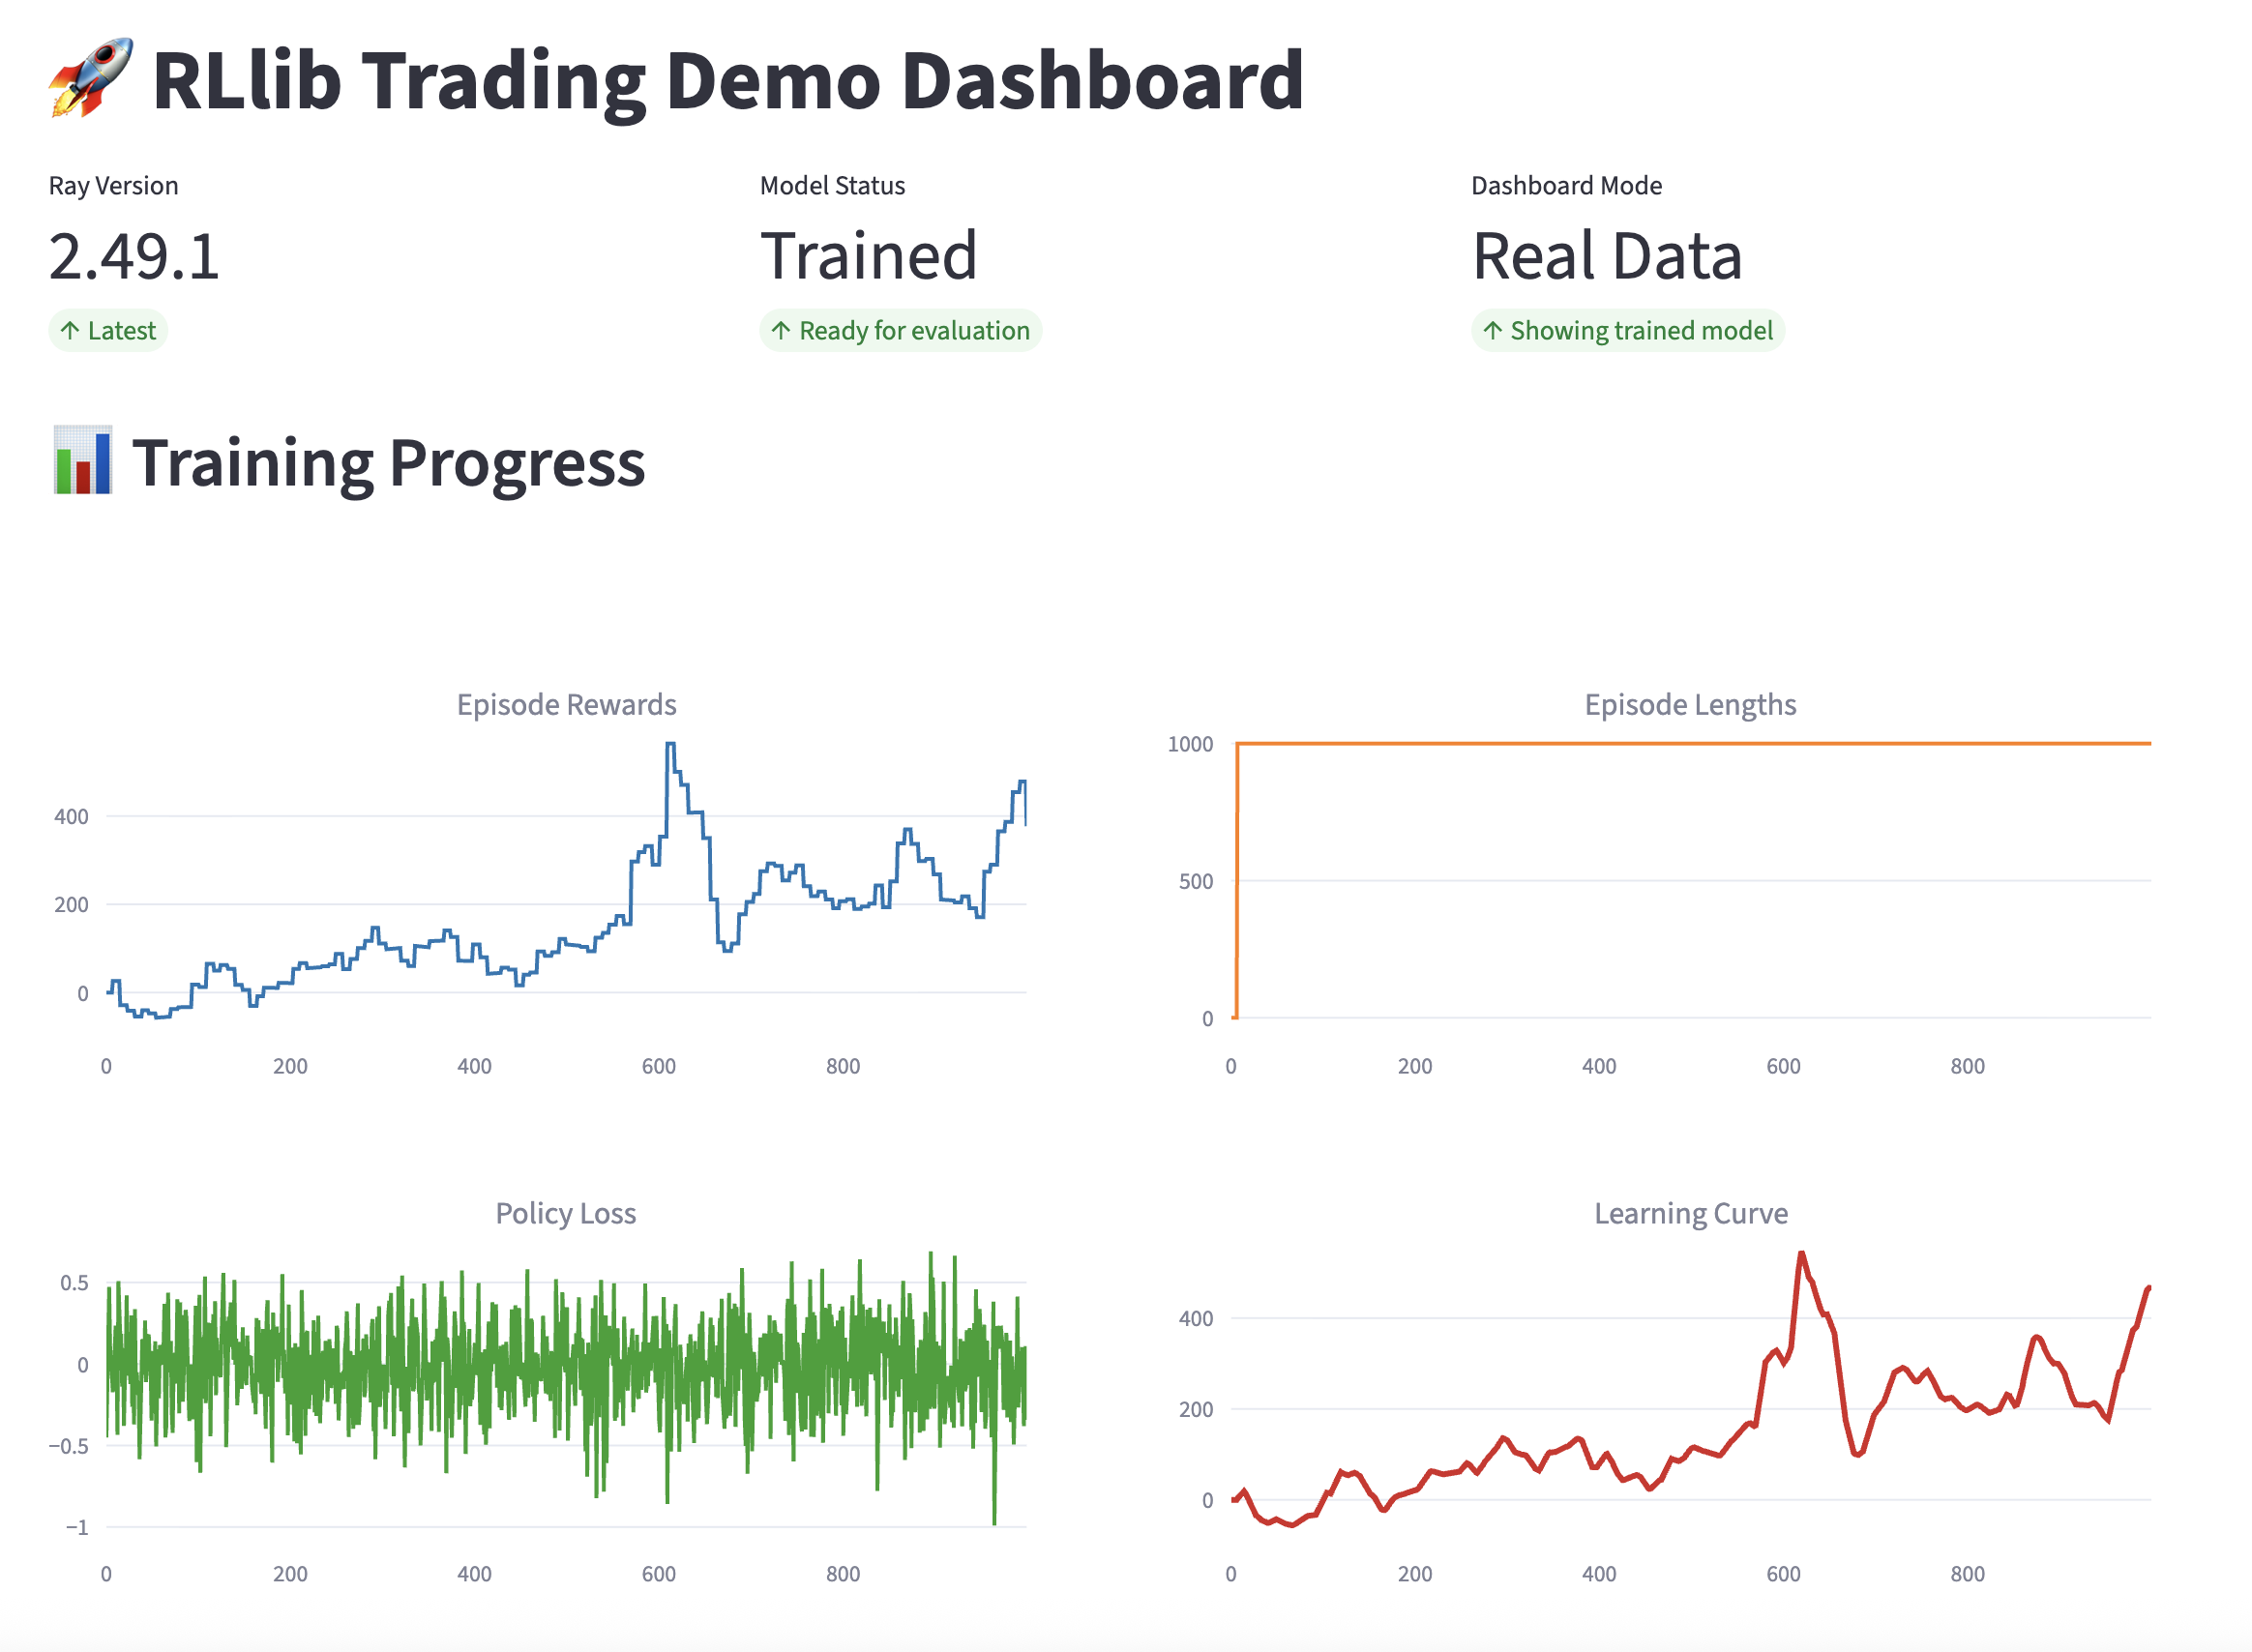 RLlib Trading Demo Dashboard
Ray Version
Model Status
Dashboard Mode
2.49.1
Trained
Real Data
↑ Latest
↑ Ready for evaluation
↑ Showing trained model
Training Progress
Episode Rewards
400
200
0
0 200 400 600 800
Episode Lengths
1000
500
0
0 200 400 600 800
Policy Loss
0.5
0
−0.5
−1
0 200 400 600 800
Learning Curve
400
200
0
0 200 400 600 800